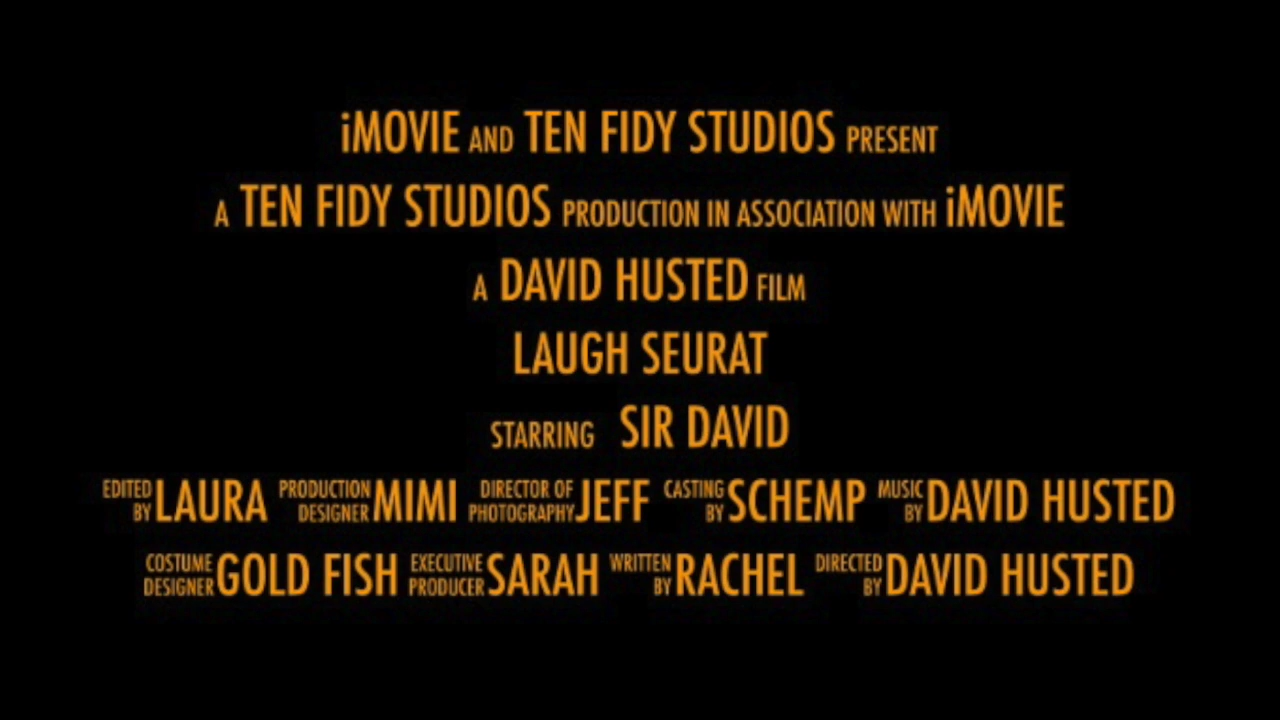 iMOVIE AND TEN FIDY STUDIOS PRESENT
A TEN FIDY STUDIOS PRODUCTION IN ASSOCIATION WITH iMOVIE
A DAVID HUSTED FILM
LAUGH SEURAT
STARRING SIR DAVID
EDITED BY LAURA PRODUCTION DESIGNER MIMI DIRECTOR OF PHOTOGRAPHY JEFF CASTING BY SCHEMP MUSIC BY DAVID HUSTED
COSTUME DESIGNER GOLD FISH EXECUTIVE PRODUCER SARAH WRITTEN BY RACHEL DIRECTED BY DAVID HUSTED